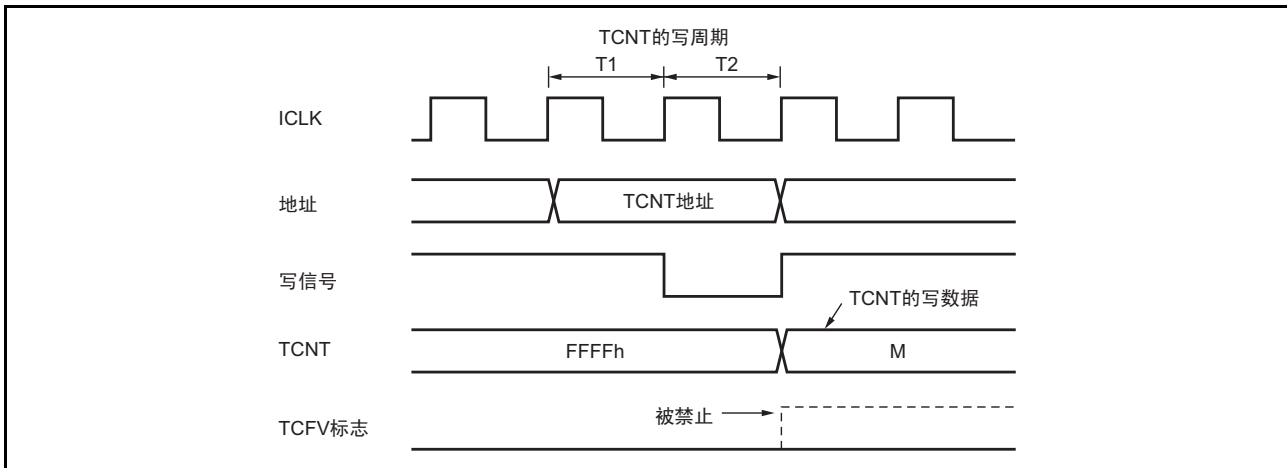 TCNT的写周期
T1
T2
ICLK
地址
TCNT地址
写信号
TCNT的写数据
TCNT
FFFFh
M
被禁止
TCFV标志